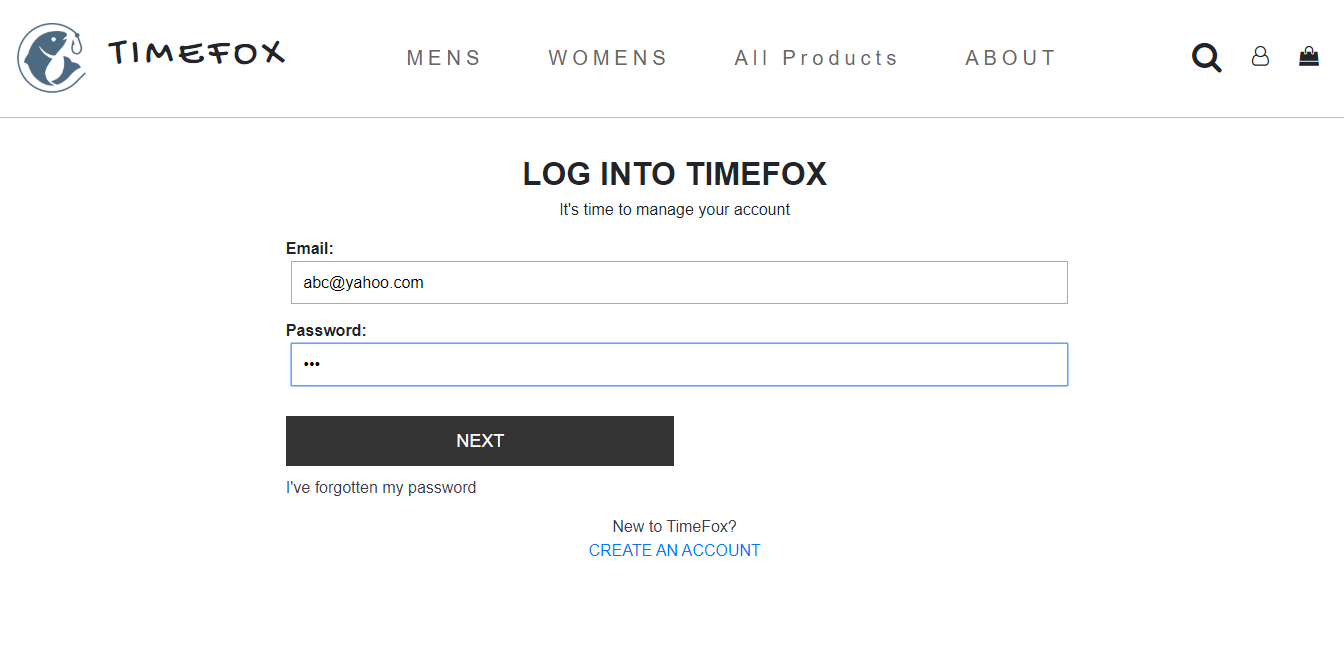 TIMEFOX
MENS WOMENS All Products ABOUT
LOG INTO TIMEFOX
It's time to manage your account
Email:
abc@yahoo.com
Password:
•••
NEXT
I've forgotten my password
New to TimeFox?
CREATE AN ACCOUNT